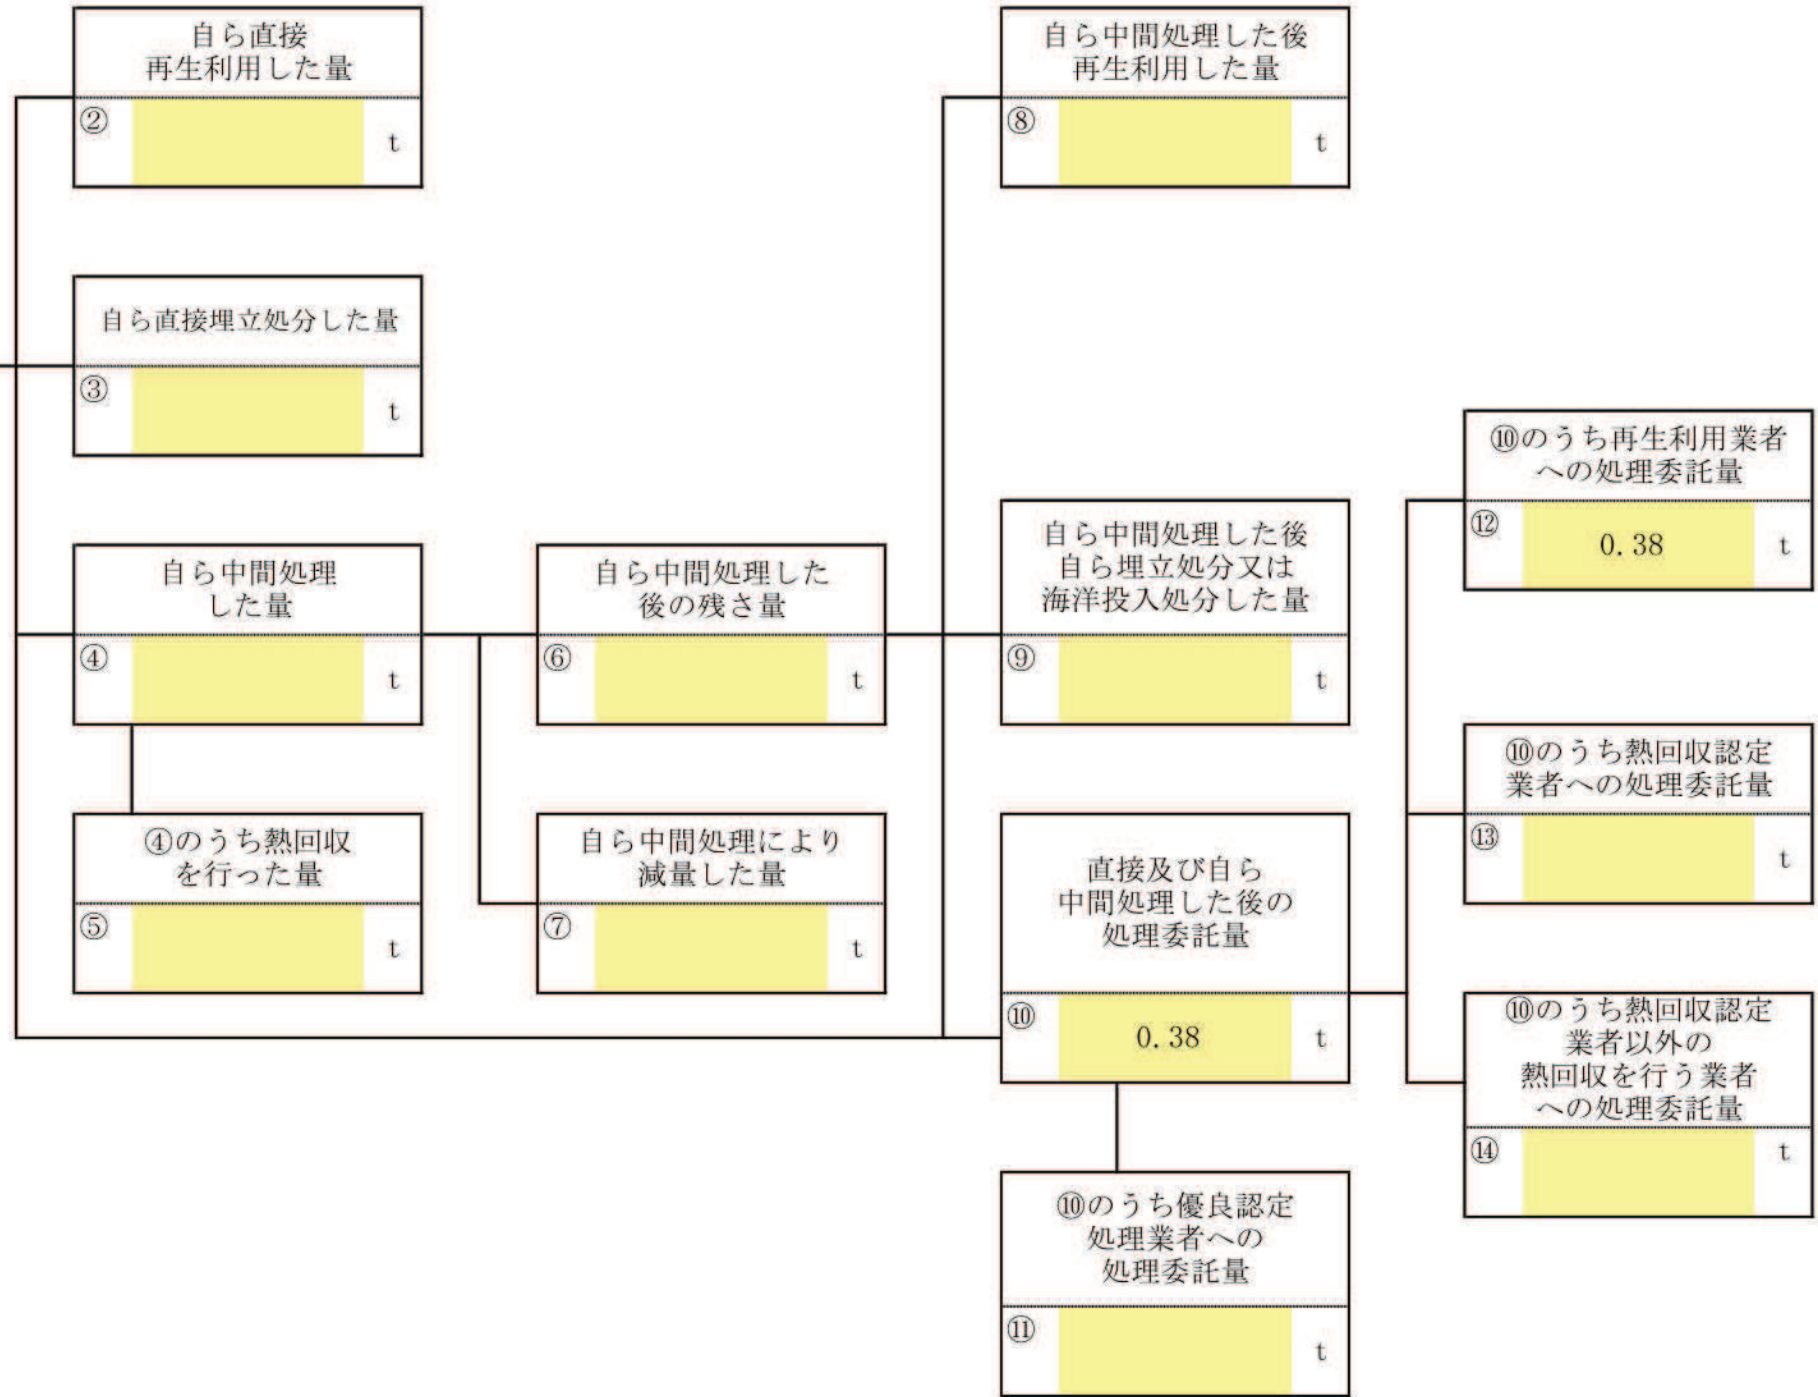 自ら直接
再生利用した量
②
t
自ら中間処理した後
再生利用した量
⑧
t
自ら直接埋立処分した量
③
t
⑩のうち再生利用業者
への処理委託量
⑫
0.38
t
自ら中間処理
した量
④
t
自ら中間処理した
後の残さ量
⑥
t
自ら中間処理した後
自ら埋立処分又は
海洋投入処分した量
⑨
t
⑩のうち熱回収認定
業者への処理委託量
⑬
t
④のうち熱回収
を行った量
⑤
t
自ら中間処理により
減量した量
⑦
t
直接及び自ら
中間処理した後の
処理委託量
⑩
0.38
t
⑩のうち熱回収認定
業者以外の
熱回収を行う業者
への処理委託量
⑭
t
⑩のうち優良認定
処理業者への
処理委託量
⑪
t